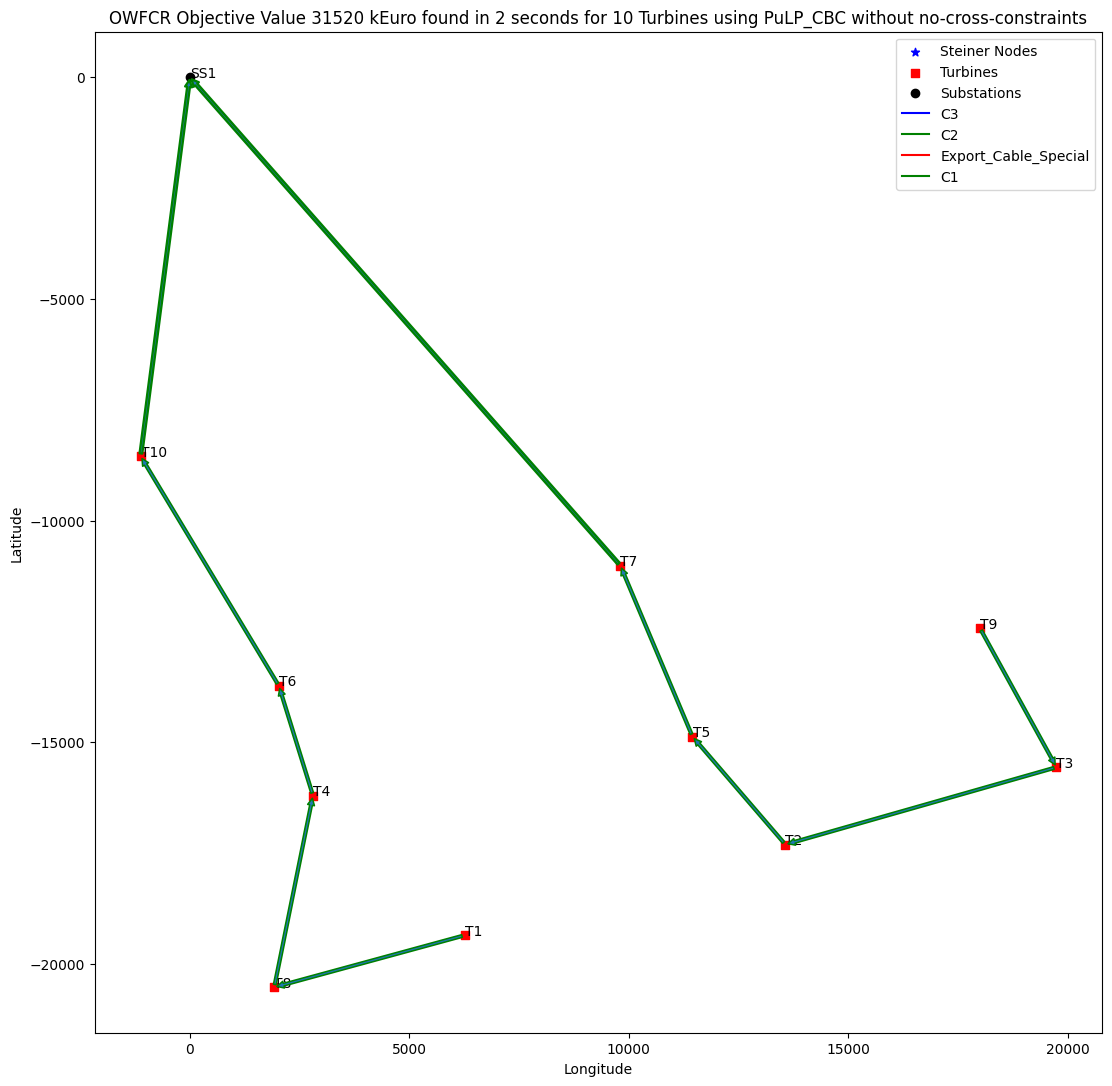 OWFCR Objective Value 31520 kEuro found in 2 seconds for 10 Turbines using PuLP_CBC without no-cross-constraints
Steiner Nodes
Turbines
Substations
C3
C2
Export_Cable_Special
C1
SS1
T10
T7
T9
T6
T5
T3
T4
T2
T1
T8
0
−5000
−10000
−15000
−20000
Latitude
0
5000
10000
15000
20000
Longitude